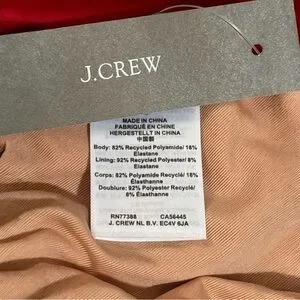 J.CREW
MADE IN CHINA
FABRIQUÉ EN CHINE
HERGESTELLT IN CHINA
中国制
Body: 82% Recycled Polyamide/ 18%
Elastane
Lining: 92% Recycled Polyester/ 8%
Elastane
Corps: 82% Polyamide Recyclé/ 18%
Élasthanne
Doublure: 92% Polyester Recyclé/
8% Élasthanne
RN77388 CA56445
J. CREW NL B.V. EC4V 6JA